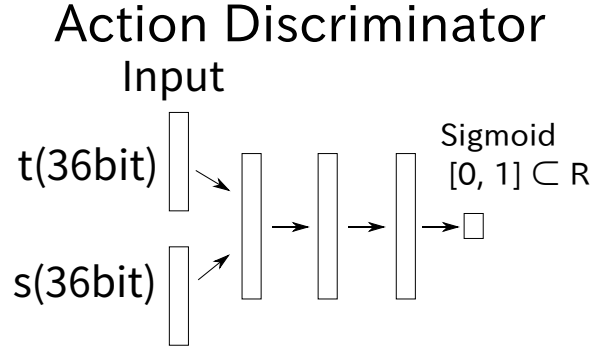 Action Discriminator
Input
t(36bit)
s(36bit)
Sigmoid
[0, 1] ⊂ R